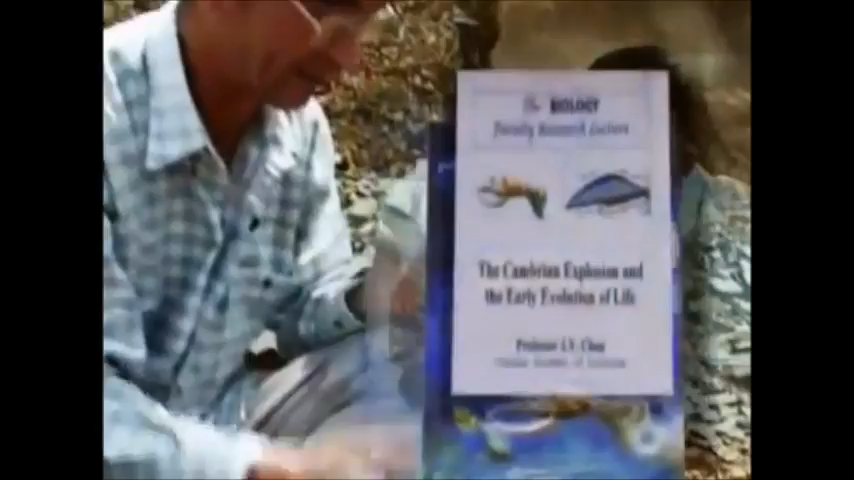 The BIOLOGY
Faculty Research Lecture
The Cambrian Explosion and
the Early Evolution of Life
Professor J.Y. Chen